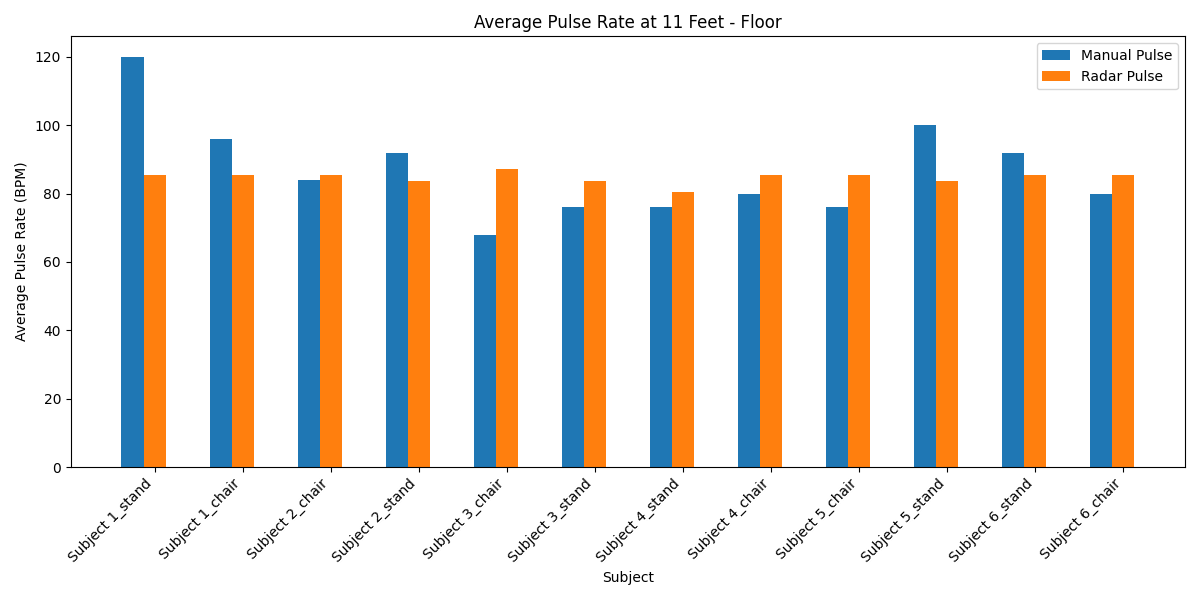 Average Pulse Rate at 11 Feet - Floor
Manual Pulse
Radar Pulse
Average Pulse Rate (BPM)
120
100
80
60
40
20
0
Subject 1_stand
Subject 1_chair
Subject 2_chair
Subject 2_stand
Subject 3_chair
Subject 3_stand
Subject 4_stand
Subject 4_chair
Subject 5_chair
Subject 5_stand
Subject 6_stand
Subject 6_chair
Subject